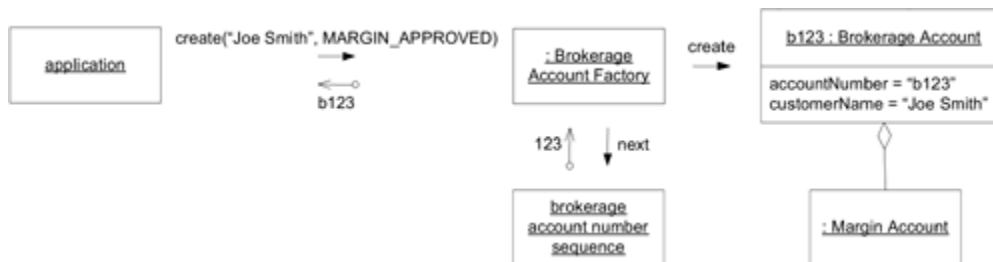 application
create("Joe Smith", MARGIN_APPROVED)
b123
: Brokerage
Account Factory
create
b123 : Brokerage Account
accountNumber = "b123"
customerName = "Joe Smith"
123
next
brokerage
account number
sequence
: Margin Account